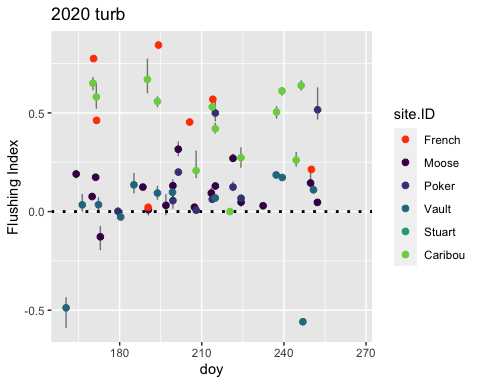 2020 turb
Flushing Index
0.5
0.0
-0.5
180
210
240
270
doy
site.ID
French
Moose
Poker
Vault
Stuart
Caribou